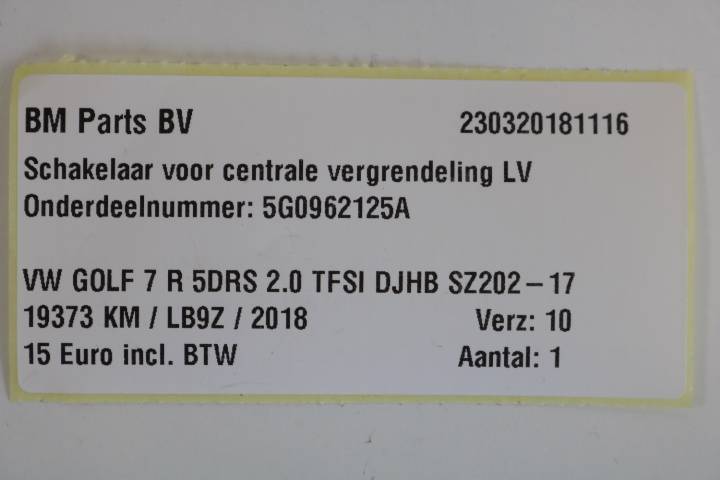 BM Parts BV 230320181116
Schakelaar voor centrale vergrendeling LV
Onderdeelnummer: 5G0962125A
VW GOLF 7 R 5DRS 2.0 TFSI DJHB SZ202-17
19373 KM / LB9Z / 2018 Verz: 10
15 Euro incl. BTW Aantal: 1